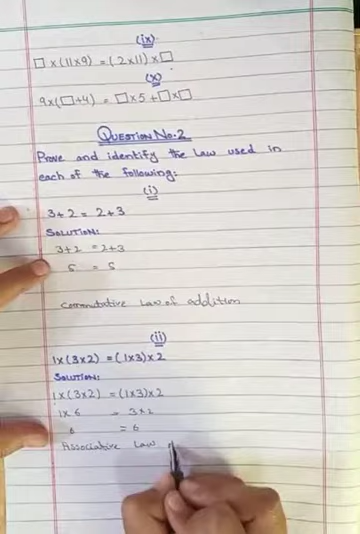 (ix)
□ x (11x9) = (2x11) x □
(x)
9x(□+4) = □x5 + □x□
QUESTION No.2
Prove and identify the Law used in
each of the following:
(i)
3+2 = 2+3
SOLUTION:
3+2 = 2+3
5 = 5
Commutative Law of addition
(ii)
1x(3x2) = (1x3)x2
SOLUTION:
1x(3x2) = (1x3)x2
1x6 = 3x2
6 = 6
Associative Law